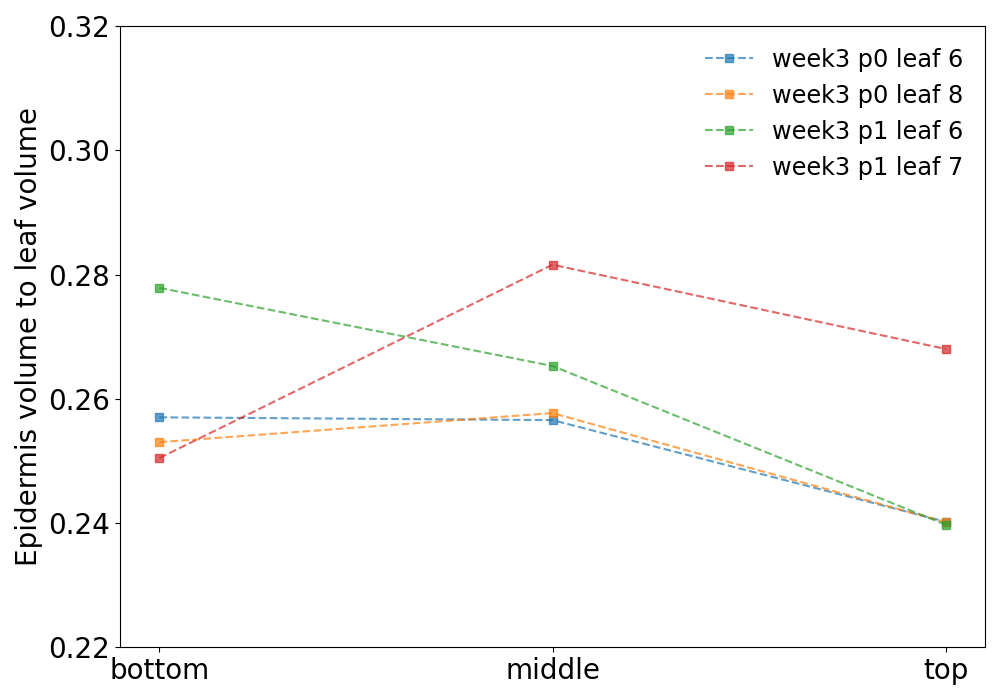 Epidermis volume to leaf volume
0.32
0.30
0.28
0.26
0.24
0.22
bottom middle top
week3 p0 leaf 6
week3 p0 leaf 8
week3 p1 leaf 6
week3 p1 leaf 7